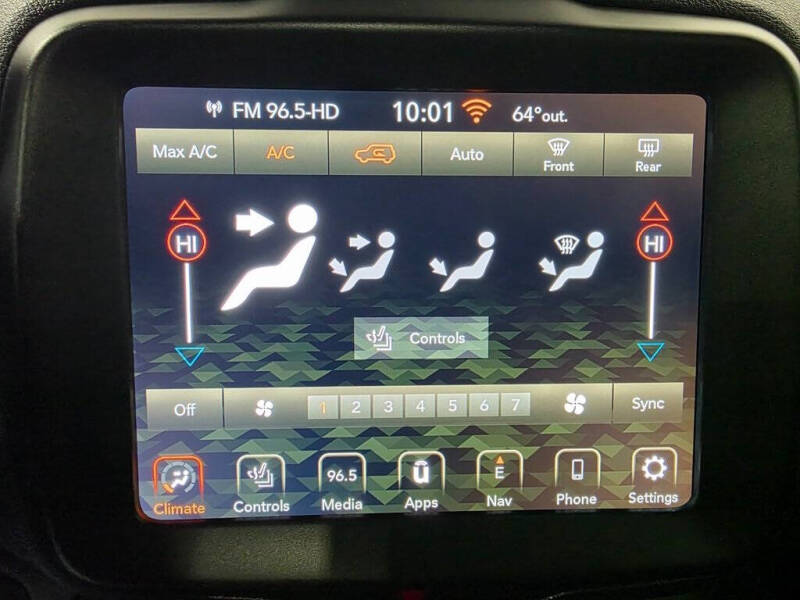 FM 96.5-HD 10:01 64°out.
Max A/C A/C Auto Front Rear
HI HI
Controls
Off 1 2 3 4 5 6 7 Sync
96.5 E
Climate Controls Media Apps Nav Phone Settings